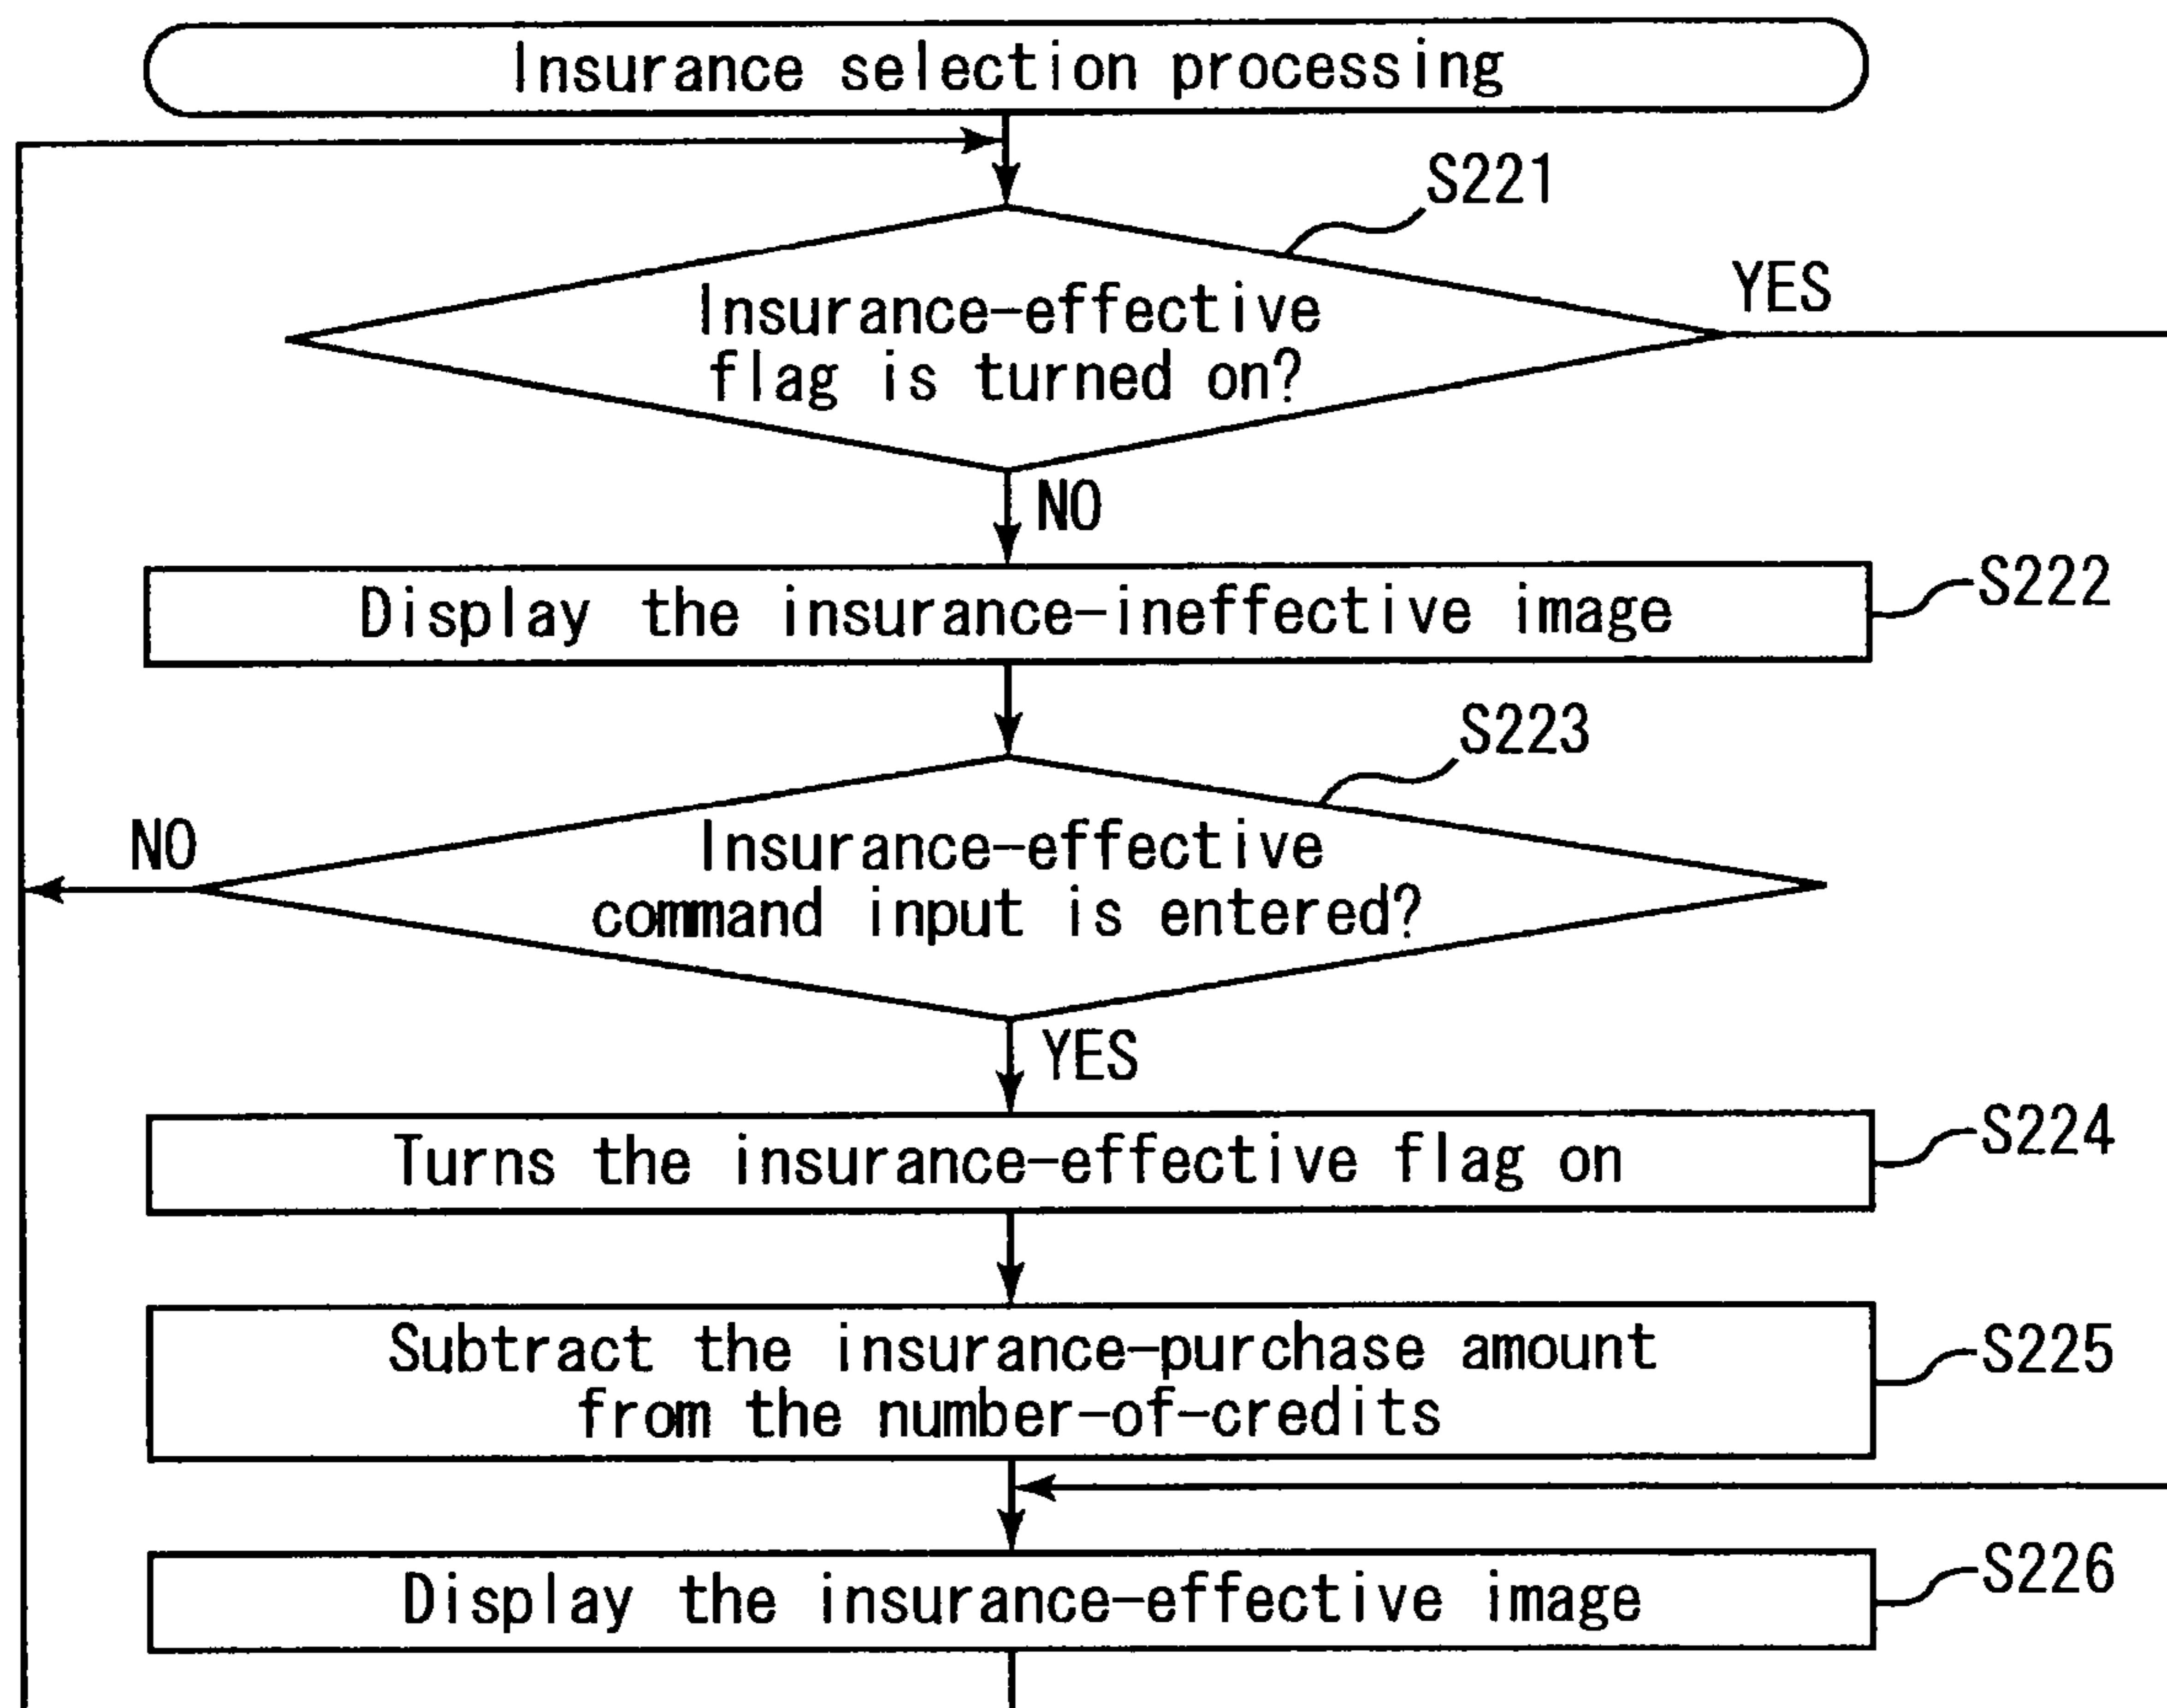 Insurance selection processing
S221
Insurance-effective
flag is turned on?
YES
NO
Display the insurance-ineffective image
S222
S223
Insurance-effective
command input is entered?
NO
YES
Turns the insurance-effective flag on
S224
Subtract the insurance-purchase amount
from the number-of-credits
S225
Display the insurance-effective image
S226